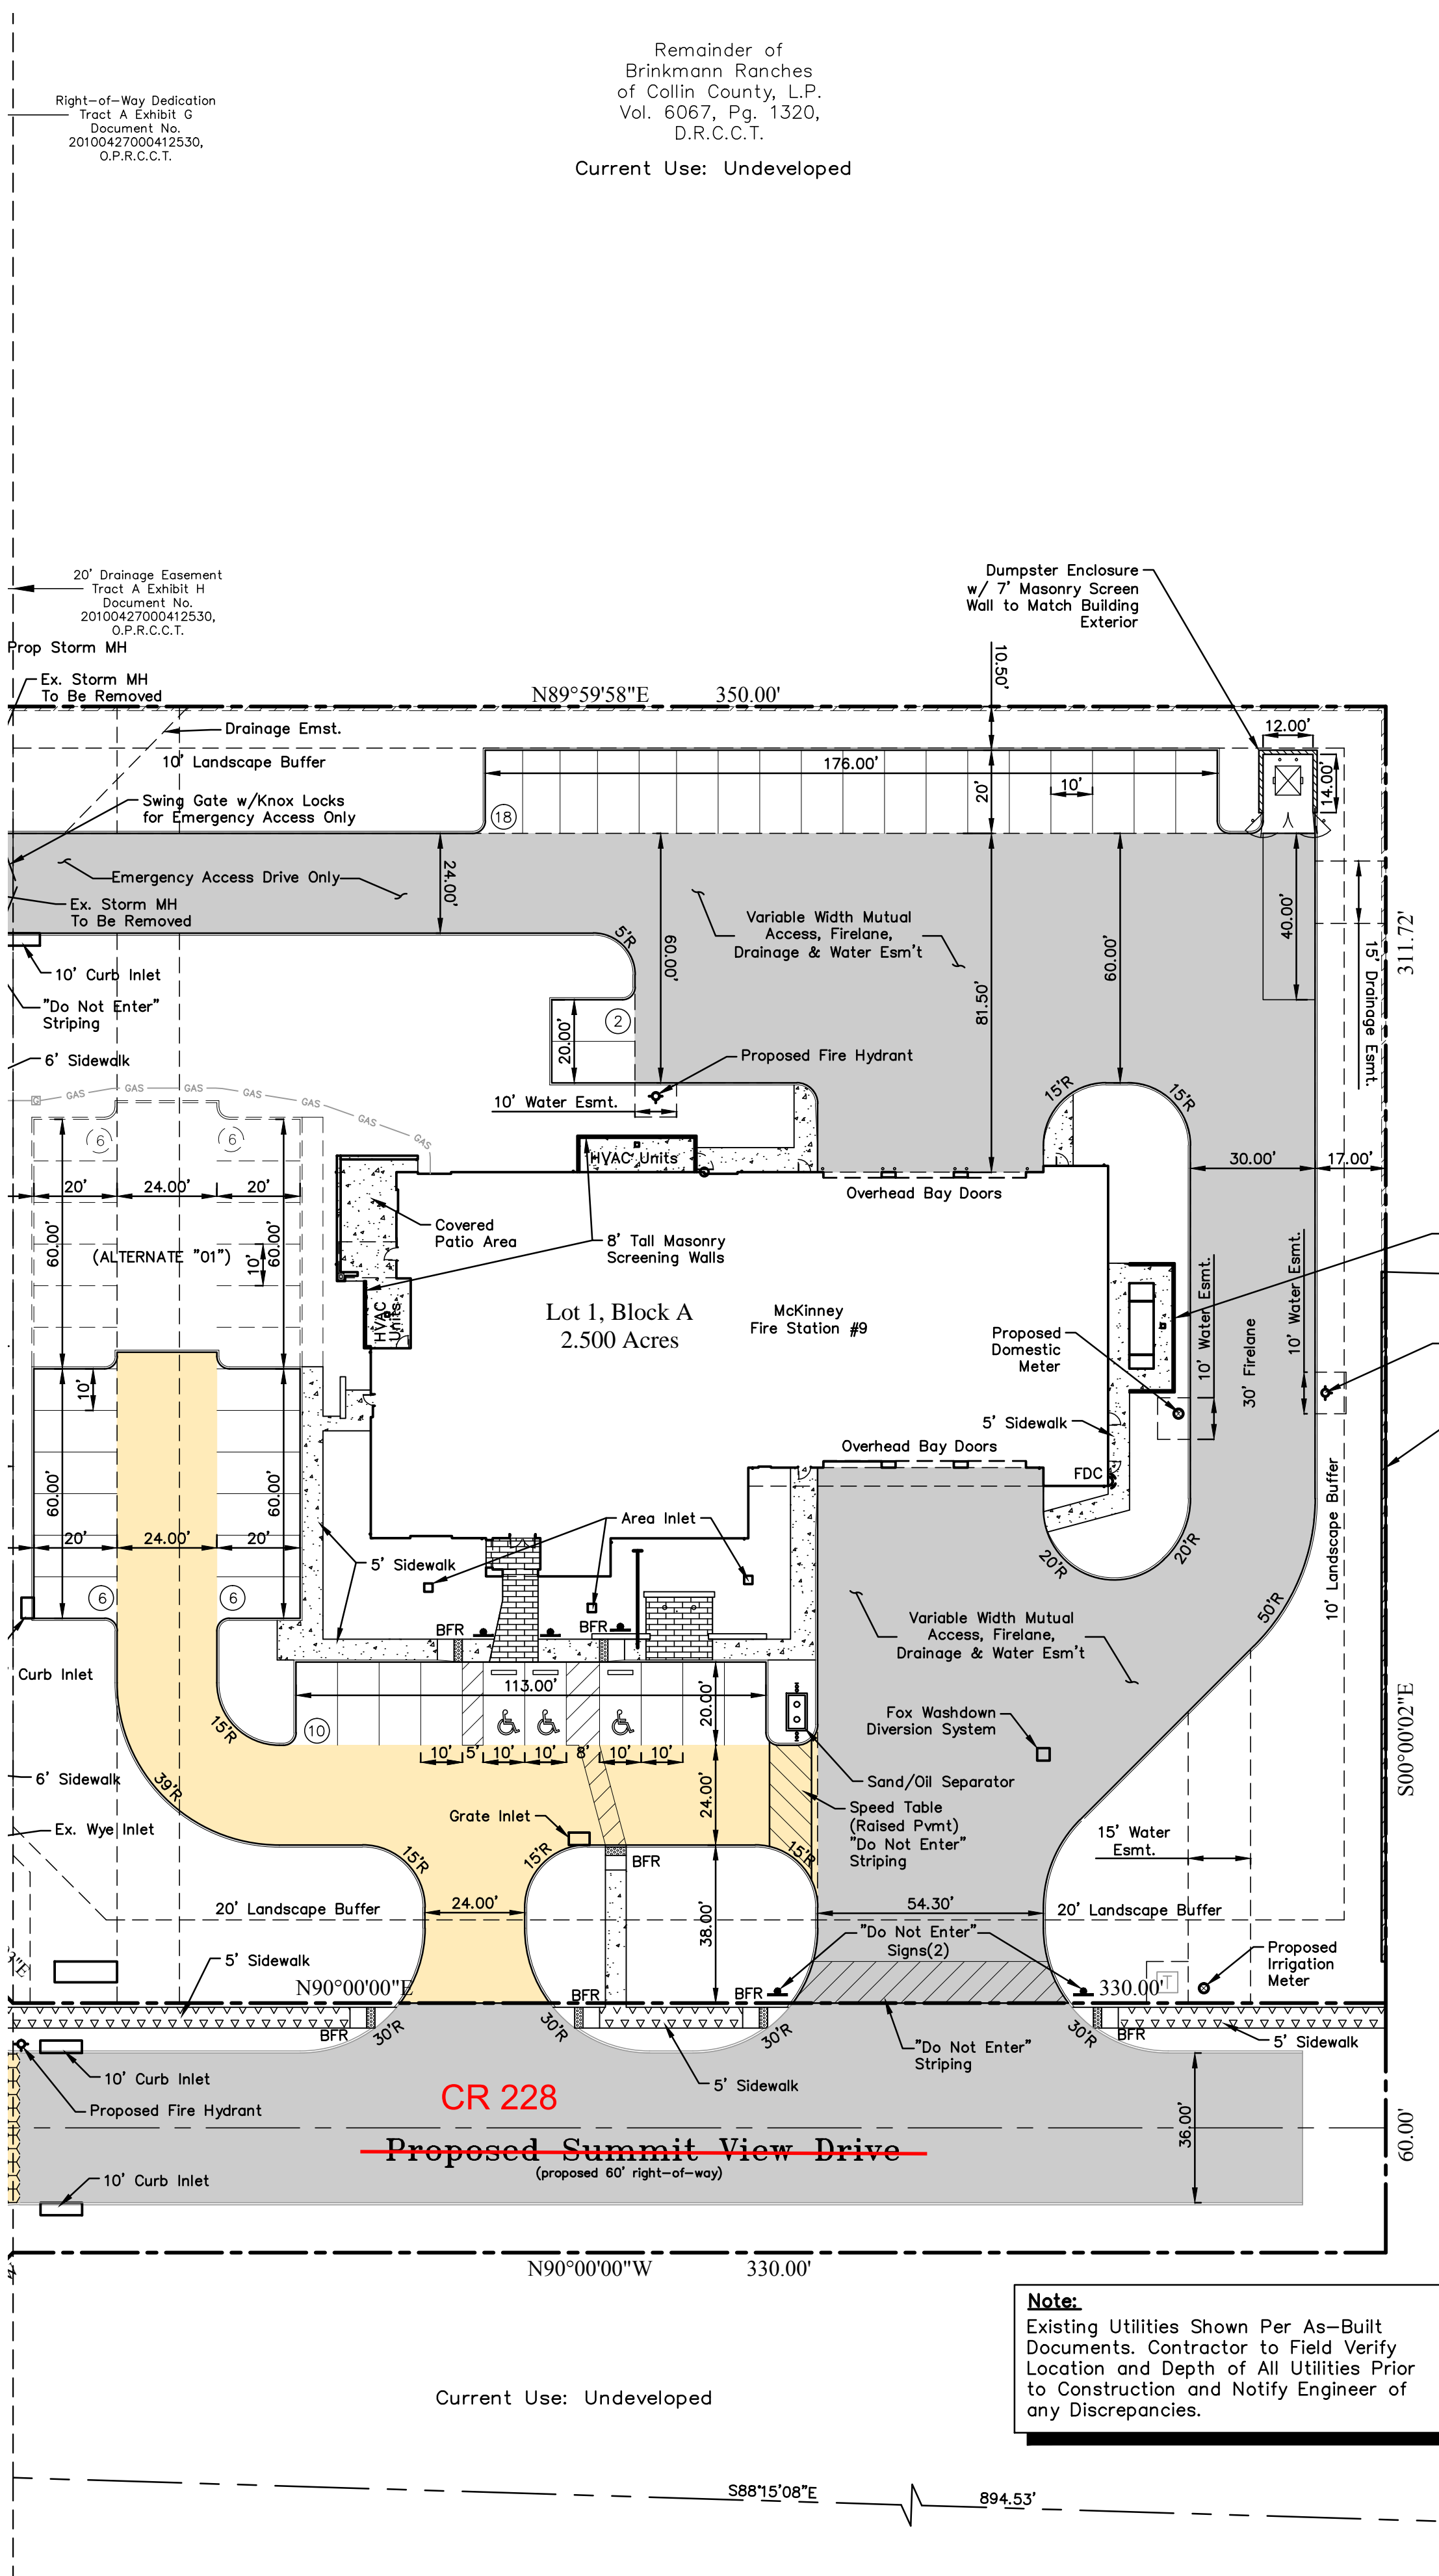 Remainder of
Brinkmann Ranches
of Collin County, L.P.
Vol. 6067, Pg. 1320,
D.R.C.C.T.
Current Use: Undeveloped
Right-of-Way Dedication
Tract A Exhibit G
Document No.
20100427000412530,
O.P.R.C.C.T.
20' Drainage Easement
Tract A Exhibit H
Document No.
20100427000412530,
O.P.R.C.C.T.
Prop Storm MH
Ex. Storm MH
To Be Removed
Dumpster Enclosure
w/ 7' Masonry Screen
Wall to Match Building
Exterior
10.50'
N89°59'58"E 350.00'
Drainage Emst.
10' Landscape Buffer
12.00'
14.00'
176.00'
20'
10'
Swing Gate w/Knox Locks
for Emergency Access Only
18
Emergency Access Drive Only
24.00'
Ex. Storm MH
To Be Removed
Variable Width Mutual
Access, Firelane,
Drainage & Water Esm't
60.00'
81.50'
60.00'
40.00'
311.72'
15' Drainage Esmt.
5'R
10' Curb Inlet
"Do Not Enter"
Striping
20.00'
2
6' Sidewalk
Proposed Fire Hydrant
10' Water Esmt.
GAS
GAS
GAS
GAS
GAS
GAS
GAS
15'R
15'R
6
6
HVAC Units
30.00'
17.00'
20'
24.00'
20'
Overhead Bay Doors
Covered
Patio Area
8' Tall Masonry
Screening Walls
60.00'
60.00'
(ALTERNATE "01")
10'
HVAC
Units
Lot 1, Block A
2.500 Acres
McKinney
Fire Station #9
Proposed
Domestic
Meter
10' Water Esmt.
30' Firelane
10' Water Esmt.
10'
5' Sidewalk
Overhead Bay Doors
FDC
60.00'
60.00'
10' Landscape Buffer
20'
24.00'
20'
Area Inlet
5' Sidewalk
20'R
20'R
50'R
6
6
BFR
BFR
Variable Width Mutual
Access, Firelane,
Drainage & Water Esm't
Curb Inlet
113.00'
20.00'
10
15'R
Fox Washdown
Diversion System
S00°00'02"E
10'
5'
10'
10'
8'
10'
10'
6' Sidewalk
39'R
24.00'
Sand/Oil Separator
Speed Table
(Raised Pvmt)
"Do Not Enter"
Striping
Grate Inlet
Ex. Wye Inlet
15'R
15'R
15'R
BFR
15' Water
Esmt.
20' Landscape Buffer
24.00'
38.00'
54.30'
20' Landscape Buffer
"Do Not Enter"
Signs(2)
5' Sidewalk
Proposed
Irrigation
Meter
T
N90°00'00"E
330.00'
BFR
BFR
BFR
BFR
30'R
30'R
30'R
30'R
"Do Not Enter"
Striping
5' Sidewalk
5' Sidewalk
10' Curb Inlet
Proposed Fire Hydrant
CR 228
Proposed Summit View Drive
(proposed 60' right-of-way)
36.00'
60.00'
10' Curb Inlet
N90°00'00"W 330.00'
Note:
Existing Utilities Shown Per As-Built
Documents. Contractor to Field Verify
Location and Depth of All Utilities Prior
to Construction and Notify Engineer of
any Discrepancies.
Current Use: Undeveloped
S88°15'08"E 894.53'